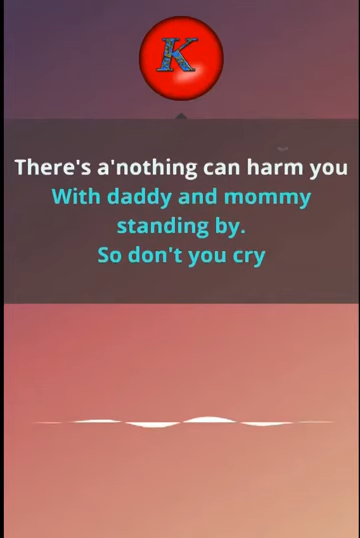 K
There's a'nothing can harm you
With daddy and mommy
standing by.
So don't you cry